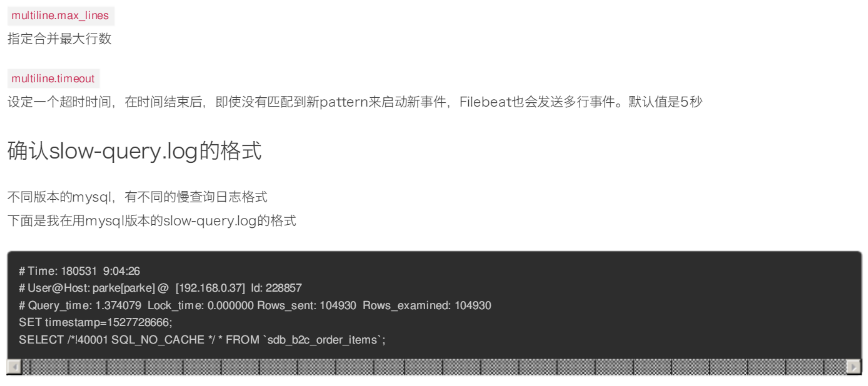 multiline.max_lines
指定合并最大行数
multiline.timeout
设定一个超时时间，在时间结束后，即使没有匹配到新pattern来启动新事件，Filebeat也会发送多行事件。默认值是5秒
确认slow-query.log的格式
不同版本的mysql，有不同的慢查询日志格式
下面是我在用mysql版本的slow-query.log的格式
# Time: 180531  9:04:26
# User@Host: parke[parke] @  [192.168.0.37]  Id: 228857
# Query_time: 1.374079  Lock_time: 0.000000 Rows_sent: 104930  Rows_examined: 104930
SET timestamp=1527728666;
SELECT /*!40001 SQL_NO_CACHE */ * FROM `sdb_b2c_order_items`;